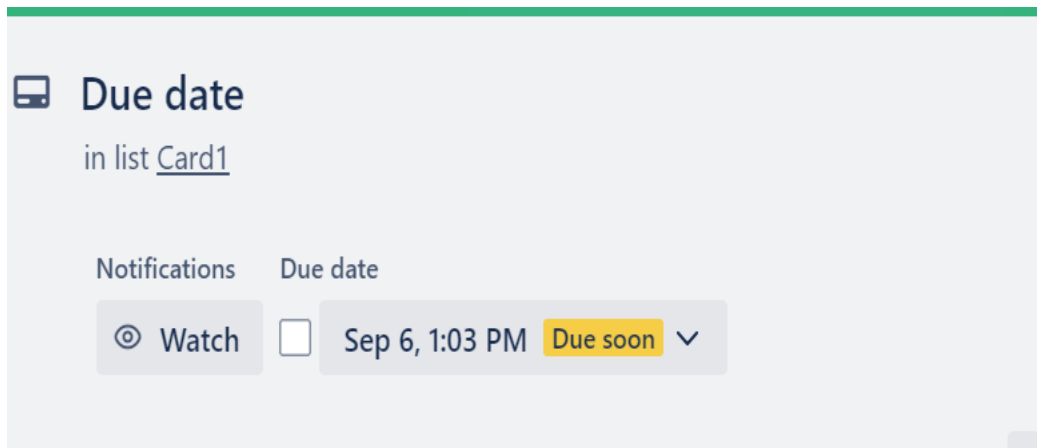 Due date
in list Card1
Notifications Due date
Watch Sep 6, 1:03 PM Due soon